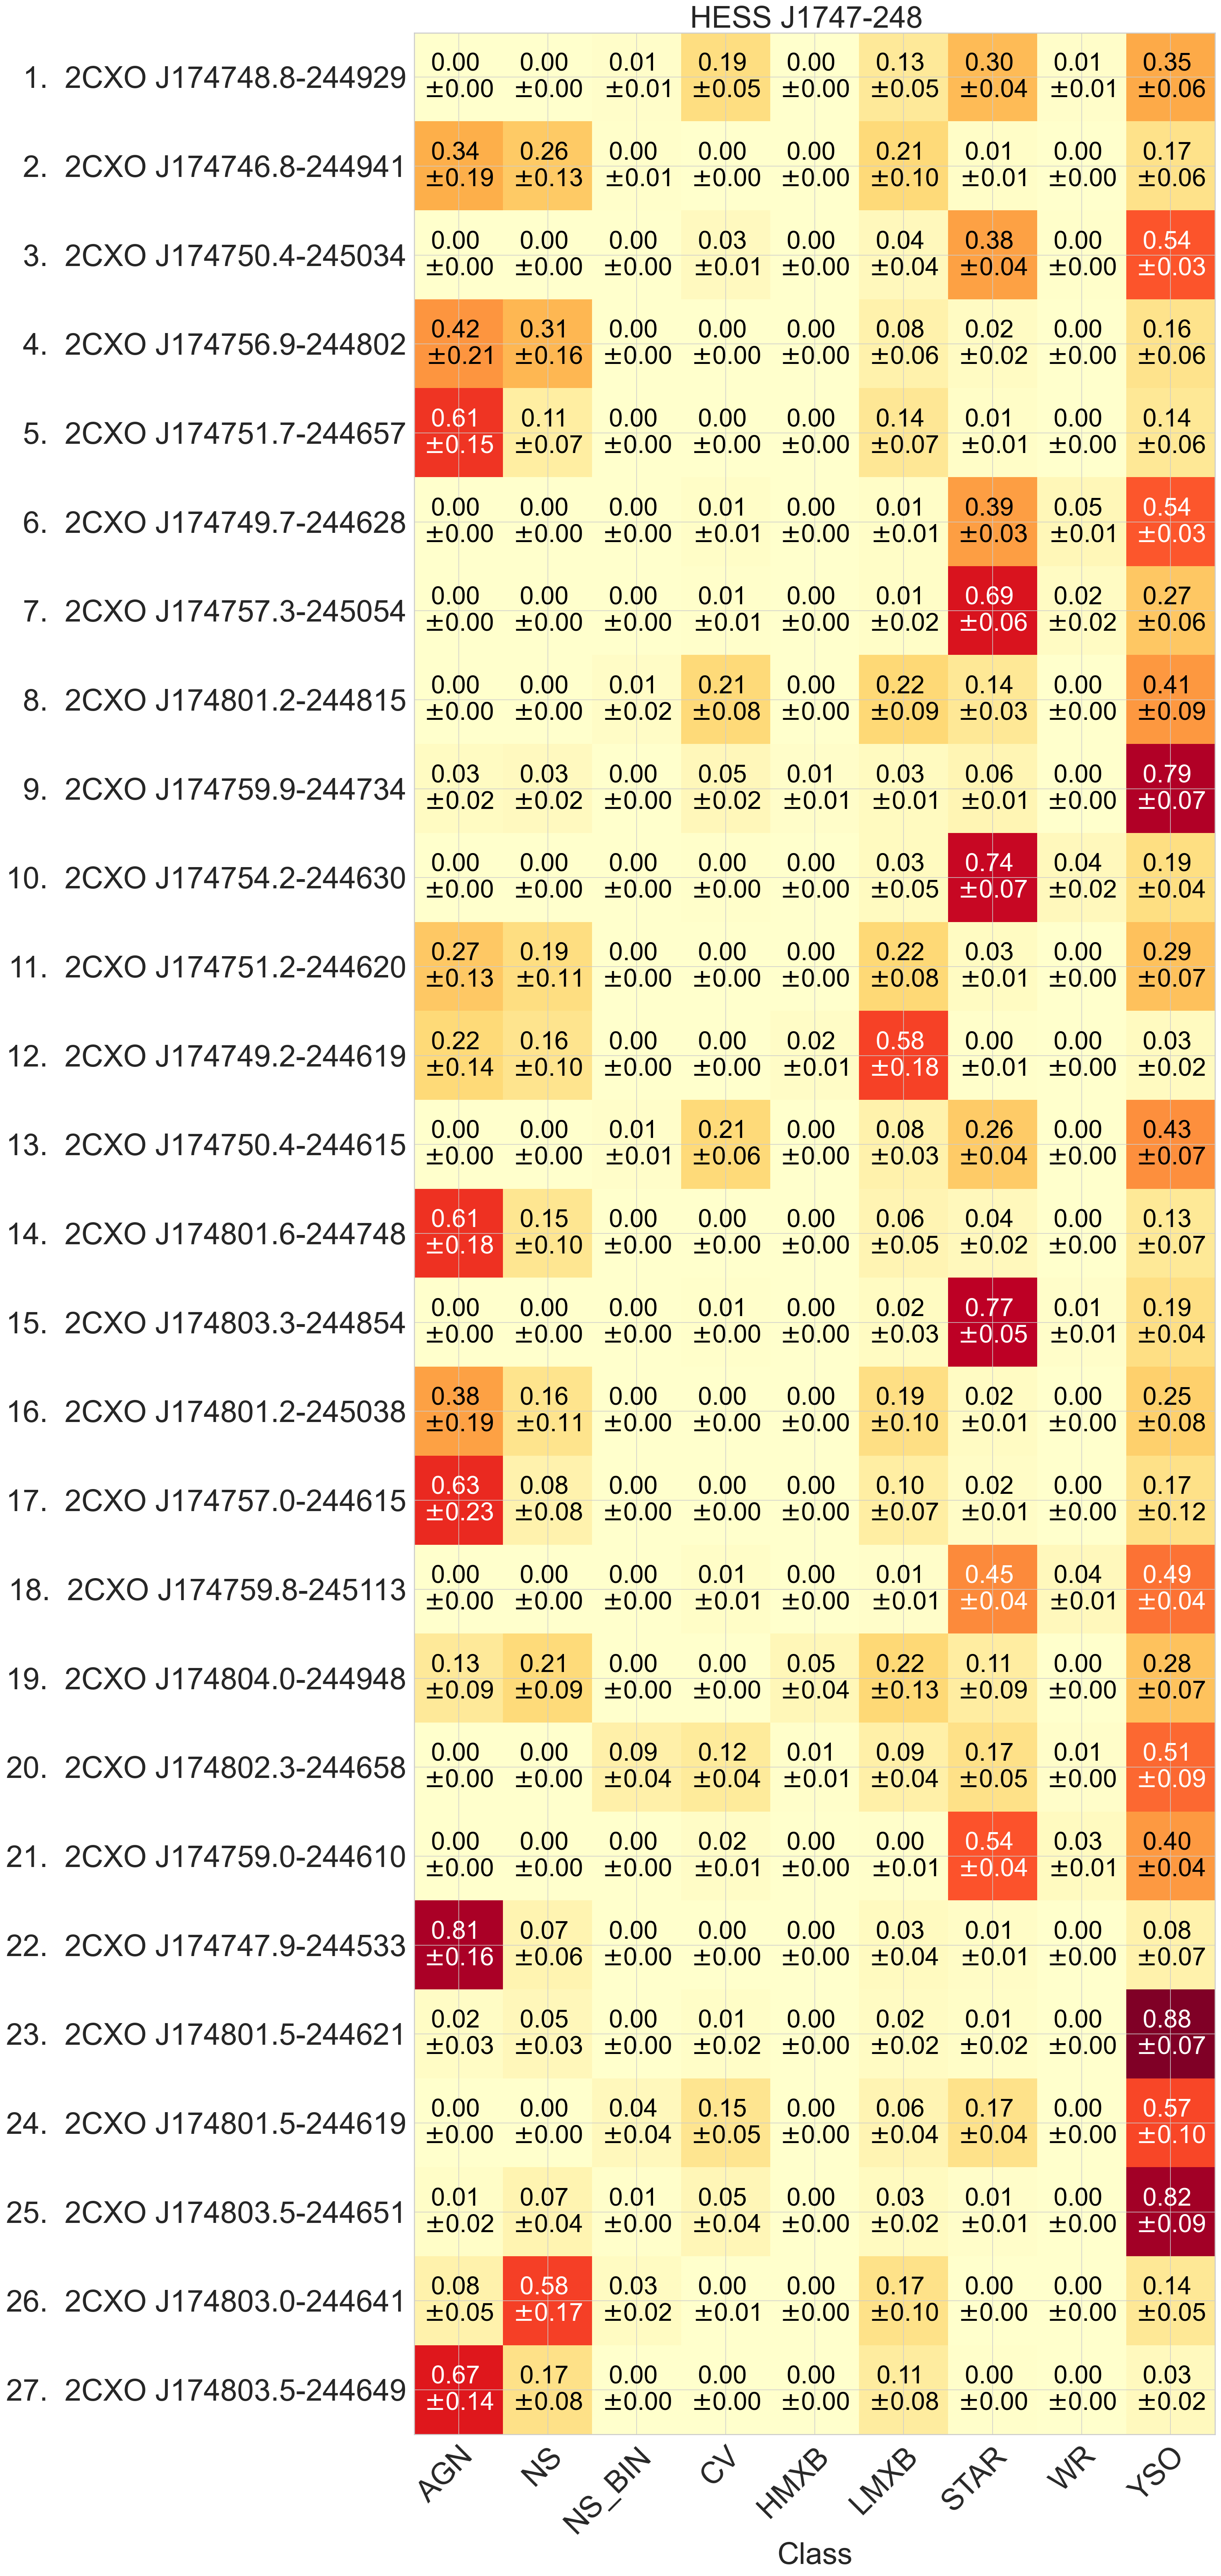 HESS J1747-248
1. 2CXO J174748.8-244929 0.00 0.00 0.01 0.19 0.00 0.13 0.30 0.01 0.35
±0.00 ±0.00 ±0.01 ±0.05 ±0.00 ±0.05 ±0.04 ±0.01 ±0.06
2. 2CXO J174746.8-244941 0.34 0.26 0.00 0.00 0.00 0.21 0.01 0.00 0.17
±0.19 ±0.13 ±0.01 ±0.00 ±0.00 ±0.10 ±0.01 ±0.00 ±0.06
3. 2CXO J174750.4-245034 0.00 0.00 0.00 0.03 0.00 0.04 0.38 0.00 0.54
±0.00 ±0.00 ±0.00 ±0.01 ±0.00 ±0.04 ±0.04 ±0.00 ±0.03
4. 2CXO J174756.9-244802 0.42 0.31 0.00 0.00 0.00 0.08 0.02 0.00 0.16
±0.21 ±0.16 ±0.00 ±0.00 ±0.00 ±0.06 ±0.02 ±0.00 ±0.06
5. 2CXO J174751.7-244657 0.61 0.11 0.00 0.00 0.00 0.14 0.01 0.00 0.14
±0.15 ±0.07 ±0.00 ±0.00 ±0.00 ±0.07 ±0.01 ±0.00 ±0.06
6. 2CXO J174749.7-244628 0.00 0.00 0.00 0.01 0.00 0.01 0.39 0.05 0.54
±0.00 ±0.00 ±0.00 ±0.01 ±0.00 ±0.01 ±0.03 ±0.01 ±0.03
7. 2CXO J174757.3-245054 0.00 0.00 0.00 0.01 0.00 0.01 0.69 0.02 0.27
±0.00 ±0.00 ±0.00 ±0.01 ±0.00 ±0.02 ±0.06 ±0.02 ±0.06
8. 2CXO J174801.2-244815 0.00 0.00 0.01 0.21 0.00 0.22 0.14 0.00 0.41
±0.00 ±0.00 ±0.02 ±0.08 ±0.00 ±0.09 ±0.03 ±0.00 ±0.09
9. 2CXO J174759.9-244734 0.03 0.03 0.00 0.05 0.01 0.03 0.06 0.00 0.79
±0.02 ±0.02 ±0.00 ±0.02 ±0.01 ±0.01 ±0.01 ±0.00 ±0.07
10. 2CXO J174754.2-244630 0.00 0.00 0.00 0.00 0.00 0.03 0.74 0.04 0.19
±0.00 ±0.00 ±0.00 ±0.00 ±0.00 ±0.05 ±0.07 ±0.02 ±0.04
11. 2CXO J174751.2-244620 0.27 0.19 0.00 0.00 0.00 0.22 0.03 0.00 0.29
±0.13 ±0.11 ±0.00 ±0.00 ±0.00 ±0.08 ±0.01 ±0.00 ±0.07
12. 2CXO J174749.2-244619 0.22 0.16 0.00 0.00 0.02 0.58 0.00 0.00 0.03
±0.14 ±0.10 ±0.00 ±0.00 ±0.01 ±0.18 ±0.01 ±0.00 ±0.02
13. 2CXO J174750.4-244615 0.00 0.00 0.01 0.21 0.00 0.08 0.26 0.00 0.43
±0.00 ±0.00 ±0.01 ±0.06 ±0.00 ±0.03 ±0.04 ±0.00 ±0.07
14. 2CXO J174801.6-244748 0.61 0.15 0.00 0.00 0.00 0.06 0.04 0.00 0.13
±0.18 ±0.10 ±0.00 ±0.00 ±0.00 ±0.05 ±0.02 ±0.00 ±0.07
15. 2CXO J174803.3-244854 0.00 0.00 0.00 0.01 0.00 0.02 0.77 0.01 0.19
±0.00 ±0.00 ±0.00 ±0.01 ±0.00 ±0.03 ±0.05 ±0.01 ±0.04
16. 2CXO J174801.2-245038 0.38 0.16 0.00 0.00 0.00 0.19 0.02 0.00 0.25
±0.19 ±0.11 ±0.00 ±0.00 ±0.00 ±0.10 ±0.01 ±0.00 ±0.08
17. 2CXO J174757.0-244615 0.63 0.08 0.00 0.00 0.00 0.10 0.02 0.00 0.17
±0.23 ±0.08 ±0.00 ±0.00 ±0.00 ±0.07 ±0.01 ±0.00 ±0.12
18. 2CXO J174759.8-245113 0.00 0.00 0.00 0.01 0.00 0.01 0.45 0.04 0.49
±0.00 ±0.00 ±0.00 ±0.01 ±0.00 ±0.01 ±0.04 ±0.01 ±0.04
19. 2CXO J174804.0-244948 0.13 0.21 0.00 0.00 0.05 0.22 0.11 0.00 0.28
±0.09 ±0.09 ±0.00 ±0.00 ±0.04 ±0.13 ±0.09 ±0.00 ±0.07
20. 2CXO J174802.3-244658 0.00 0.00 0.09 0.12 0.01 0.09 0.17 0.01 0.51
±0.00 ±0.00 ±0.04 ±0.04 ±0.01 ±0.04 ±0.05 ±0.00 ±0.09
21. 2CXO J174759.0-244610 0.00 0.00 0.00 0.02 0.00 0.00 0.54 0.03 0.40
±0.00 ±0.00 ±0.00 ±0.01 ±0.00 ±0.01 ±0.04 ±0.01 ±0.04
22. 2CXO J174747.9-244533 0.81 0.07 0.00 0.00 0.00 0.03 0.01 0.00 0.08
±0.16 ±0.06 ±0.00 ±0.00 ±0.00 ±0.04 ±0.01 ±0.00 ±0.07
23. 2CXO J174801.5-244621 0.02 0.05 0.00 0.01 0.00 0.02 0.01 0.00 0.88
±0.03 ±0.03 ±0.00 ±0.02 ±0.00 ±0.02 ±0.02 ±0.00 ±0.07
24. 2CXO J174801.5-244619 0.00 0.00 0.04 0.15 0.00 0.06 0.17 0.00 0.57
±0.00 ±0.00 ±0.04 ±0.05 ±0.00 ±0.04 ±0.04 ±0.00 ±0.10
25. 2CXO J174803.5-244651 0.01 0.07 0.01 0.05 0.00 0.03 0.01 0.00 0.82
±0.02 ±0.04 ±0.00 ±0.04 ±0.00 ±0.02 ±0.01 ±0.00 ±0.09
26. 2CXO J174803.0-244641 0.08 0.58 0.03 0.00 0.00 0.17 0.00 0.00 0.14
±0.05 ±0.17 ±0.02 ±0.01 ±0.00 ±0.10 ±0.00 ±0.00 ±0.05
27. 2CXO J174803.5-244649 0.67 0.17 0.00 0.00 0.00 0.11 0.00 0.00 0.03
±0.14 ±0.08 ±0.00 ±0.00 ±0.00 ±0.08 ±0.00 ±0.00 ±0.02
AGN NS NS_BIN CV HMXB LMXB STAR WR YSO
Class